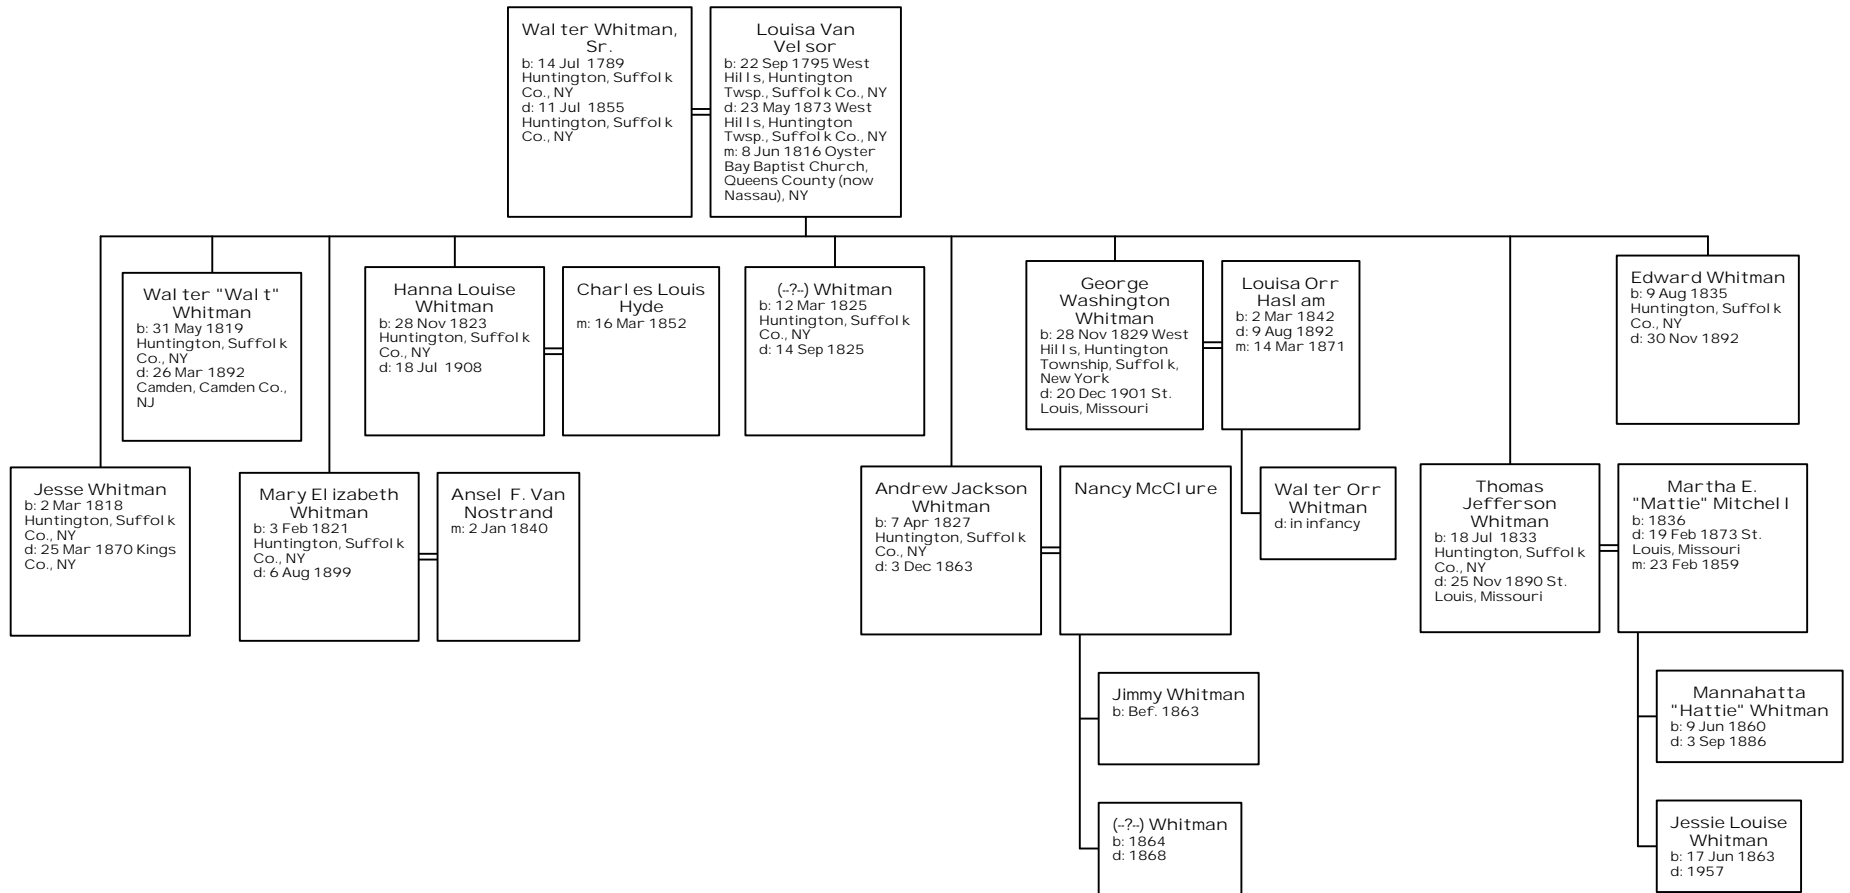 Walter Whitman,
Sr.
b: 14 Jul 1789
Huntington, Suffolk
Co., NY
d: 11 Jul 1855
Huntington, Suffolk
Co., NY
Louisa Van
Velsor
b: 22 Sep 1795 West
Hills, Huntington
Twsp., Suffolk Co., NY
d: 23 May 1873 West
Hills, Huntington
Twsp., Suffolk Co., NY
m: 8 Jun 1816 Oyster
Bay Baptist Church,
Queens County (now
Nassau), NY
Walter "Walt"
Whitman
b: 31 May 1819
Huntington, Suffolk
Co., NY
d: 26 Mar 1892
Camden, Camden Co.,
NJ
Hanna Louise
Whitman
b: 28 Nov 1823
Huntington, Suffolk
Co., NY
d: 18 Jul 1908
Charles Louis
Hyde
m: 16 Mar 1852
(--?--) Whitman
b: 12 Mar 1825
Huntington, Suffolk
Co., NY
d: 14 Sep 1825
George
Washington
Whitman
b: 28 Nov 1829 West
Hills, Huntington
Township, Suffolk,
New York
d: 20 Dec 1901 St.
Louis, Missouri
Louisa Orr
Haslam
b: 2 Mar 1842
d: 9 Aug 1892
m: 14 Mar 1871
Edward Whitman
b: 9 Aug 1835
Huntington, Suffolk
Co., NY
d: 30 Nov 1892
Jesse Whitman
b: 2 Mar 1818
Huntington, Suffolk
Co., NY
d: 25 Mar 1870 Kings
Co., NY
Mary Elizabeth
Whitman
b: 3 Feb 1821
Huntington, Suffolk
Co., NY
d: 6 Aug 1899
Ansel F. Van
Nostrand
m: 2 Jan 1840
Andrew Jackson
Whitman
b: 7 Apr 1827
Huntington, Suffolk
Co., NY
d: 3 Dec 1863
Nancy McClure
Walter Orr
Whitman
d: in infancy
Thomas
Jefferson
Whitman
b: 18 Jul 1833
Huntington, Suffolk
Co., NY
d: 25 Nov 1890 St.
Louis, Missouri
Martha E.
"Mattie" Mitchell
b: 1836
d: 19 Feb 1873 St.
Louis, Missouri
m: 23 Feb 1859
Jimmy Whitman
b: Bef. 1863
Mannahatta
"Hattie" Whitman
b: 9 Jun 1860
d: 3 Sep 1886
(--?--) Whitman
b: 1864
d: 1868
Jessie Louise
Whitman
b: 17 Jun 1863
d: 1957